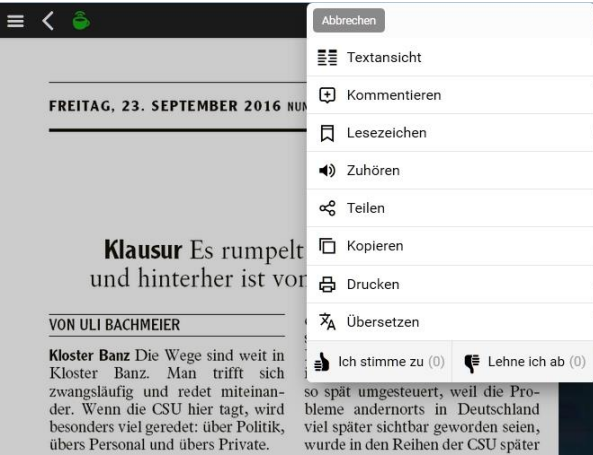 Abbrechen
Textansicht
Kommentieren
Lesezeichen
Zuhören
Teilen
Kopieren
Drucken
Übersetzen
Ich stimme zu (0) Lehne ich ab (0)
FREITAG, 23. SEPTEMBER 2016
Klausur Es rumpelt
und hinterher ist
VON ULI BACHMEIER
Kloster Banz Die Wege sind weit in
Kloster Banz. Man trifft sich
zwangsläufig und redet miteinan-
der. Wenn die CSU hier tagt, wird
besonders viel geredet: über Politik,
übers Personal und übers Private.
so spät umgesteuert, weil die Pro-
bleme andernorts in Deutschland
viel später sichtbar geworden seien,
wurde in den Reihen der CSU später